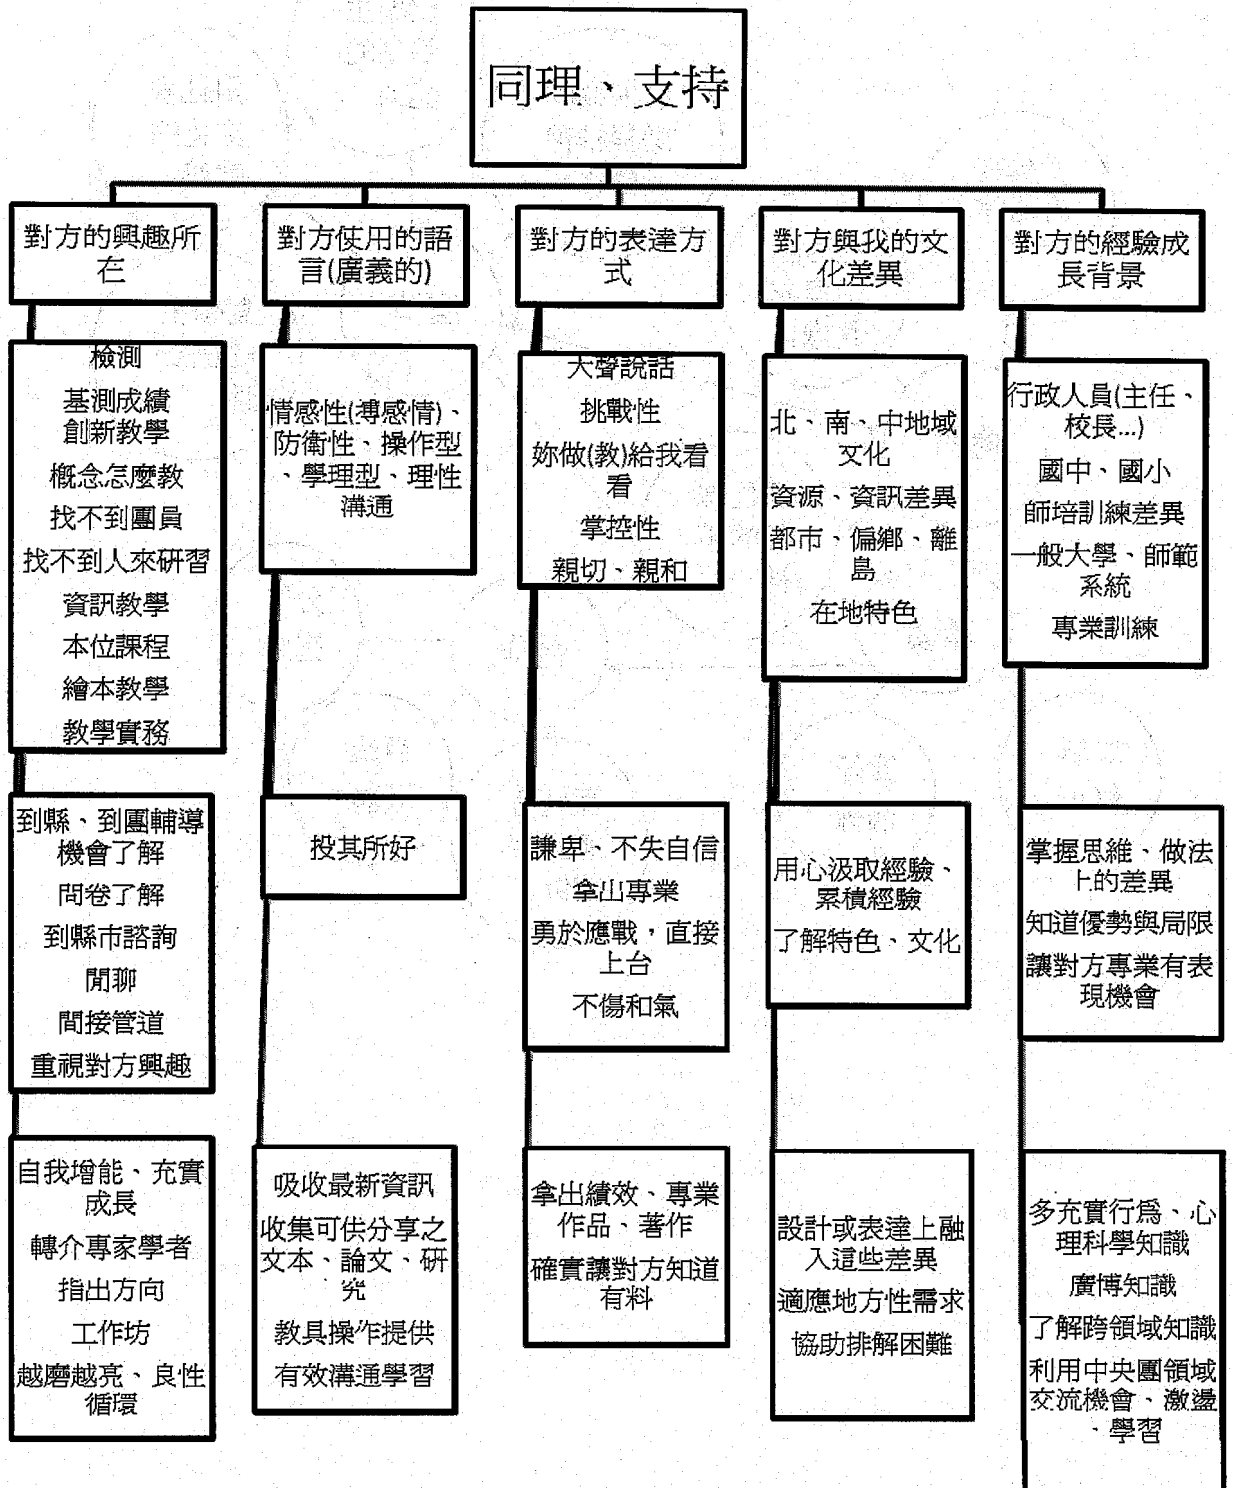 同理、支持
對方的興趣所
在
檢測
基測成績
創新教學
概念怎麼教
找不到團員
找不到人來研習
資訊教學
本位課程
繪本教學
教學實務
到縣、到團輔導
機會了解
問卷了解
到縣市諮詢
閒聊
間接管道
重視對方興趣
自我增能、充實
成長
轉介專家學者
指出方向
工作坊
越磨越亮、良性
循環
對方使用的語
言(廣義的)
情感性(摶感情)、
防衛性、操作型
、學理型、理性
溝通
投其所好
吸收最新資訊
收集可供分享之
文本、論文、研
究
教具操作提供
有效溝通學習
對方的表達方
式
大聲說話
挑戰性
妳做(教)給我看
看
掌控性
親切、親和
謙卑、不失自信
拿出專業
勇於應戰，直接
上台
不傷和氣
拿出績效、專業
作品、著作
確實讓對方知道
有料
對方與我的文
化差異
北、南、中地域
文化
資源、資訊差異
都市、偏鄉、離
島
在地特色
用心汲取經驗、
累積經驗
了解特色、文化
設計或表達上融
入這些差異
適應地方性需求
協助排解困難
對方的經驗成
長背景
行政人員(主任、
校長...)
國中、國小
師培訓練差異
一般大學、師範
系統
專業訓練
掌握思維、做法
上的差異
知道優勢與局限
讓對方專業有表
現機會
多充實行為、心
理科學知識
廣博知識
了解跨領域知識
利用中央團領域
交流機會、激盪
、學習